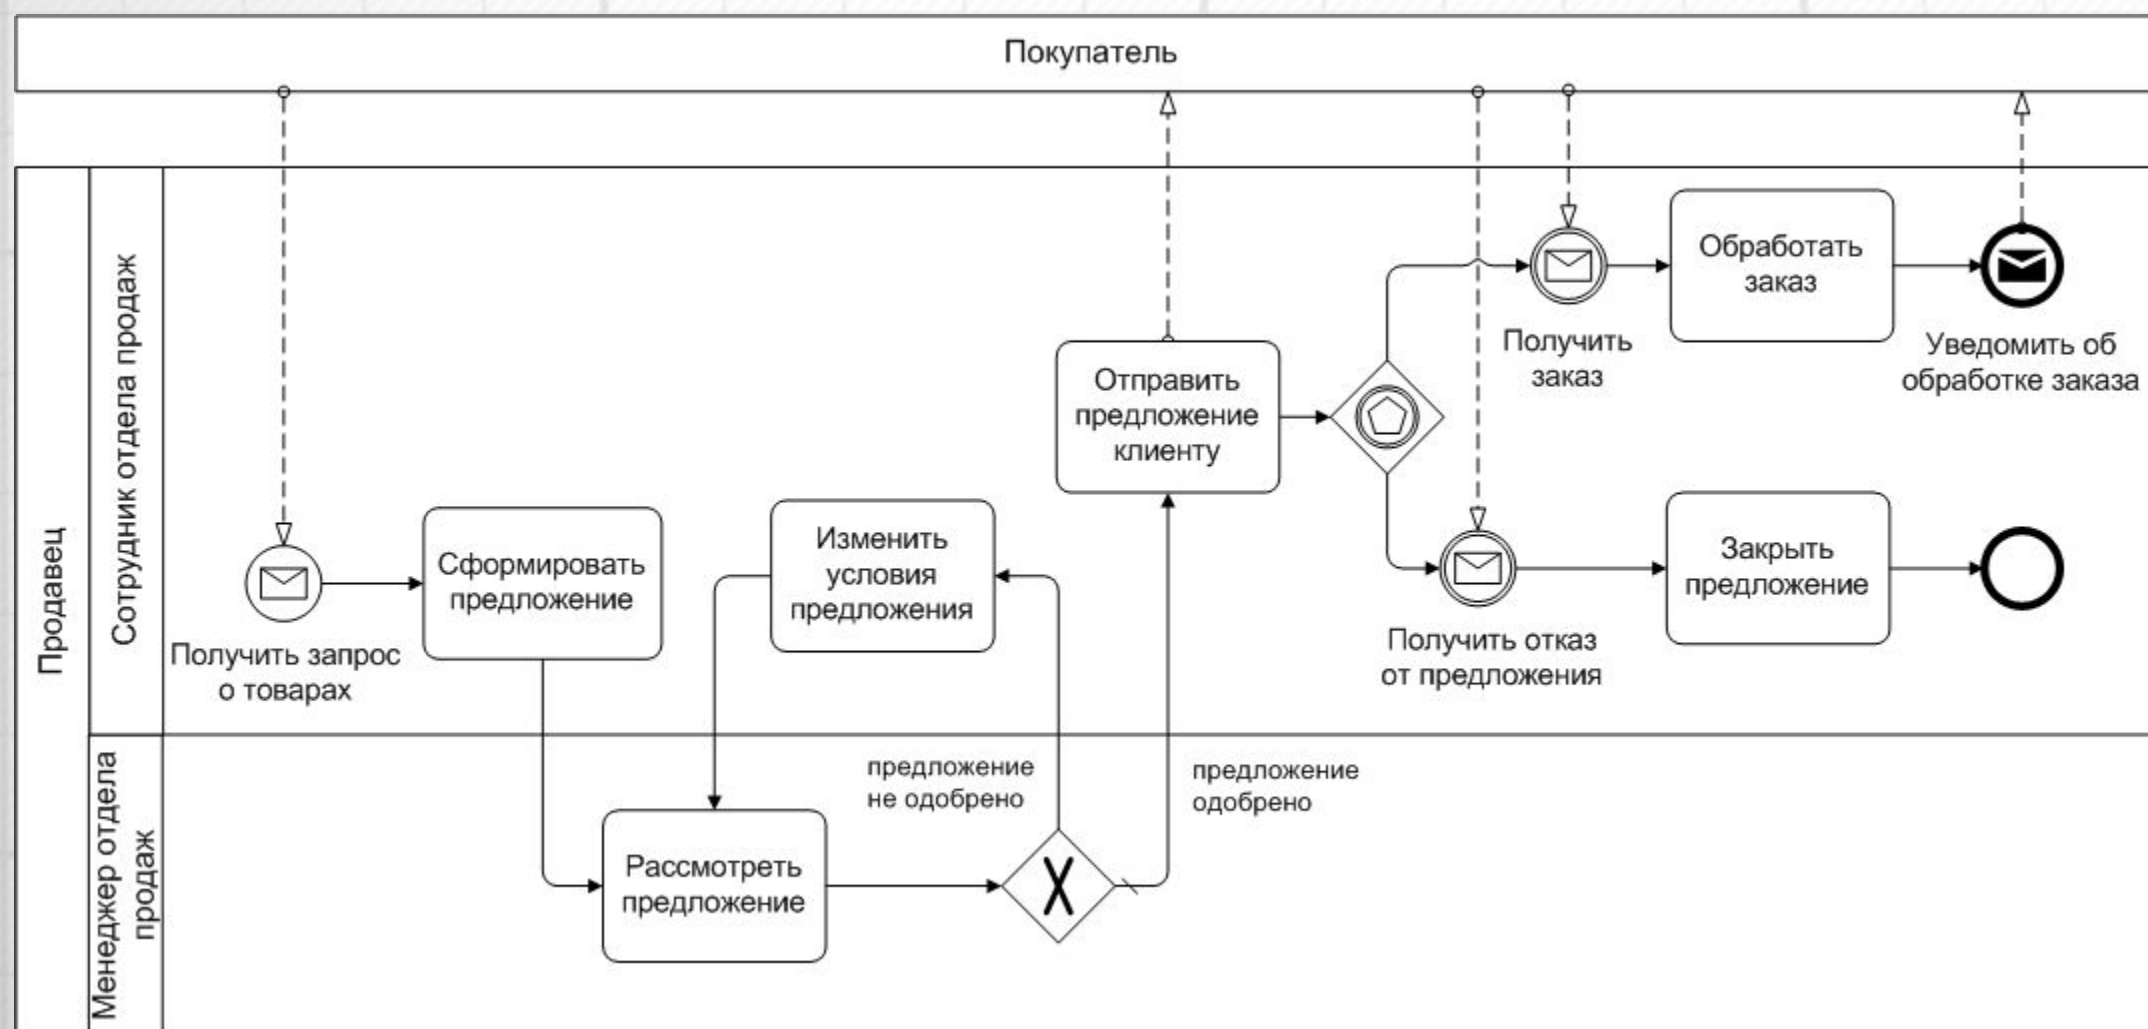 Покупатель
Продавец
Сотрудник отдела продаж
Получить запрос
о товарах
Сформировать
предложение
Изменить
условия
предложения
Отправить
предложение
клиенту
Получить
заказ
Обработать
заказ
Уведомить об
обработке заказа
Получить отказ
от предложения
Закрыть
предложение
Менеджер отдела
продаж
Рассмотреть
предложение
предложение
не одобрено
X
предложение
одобрено